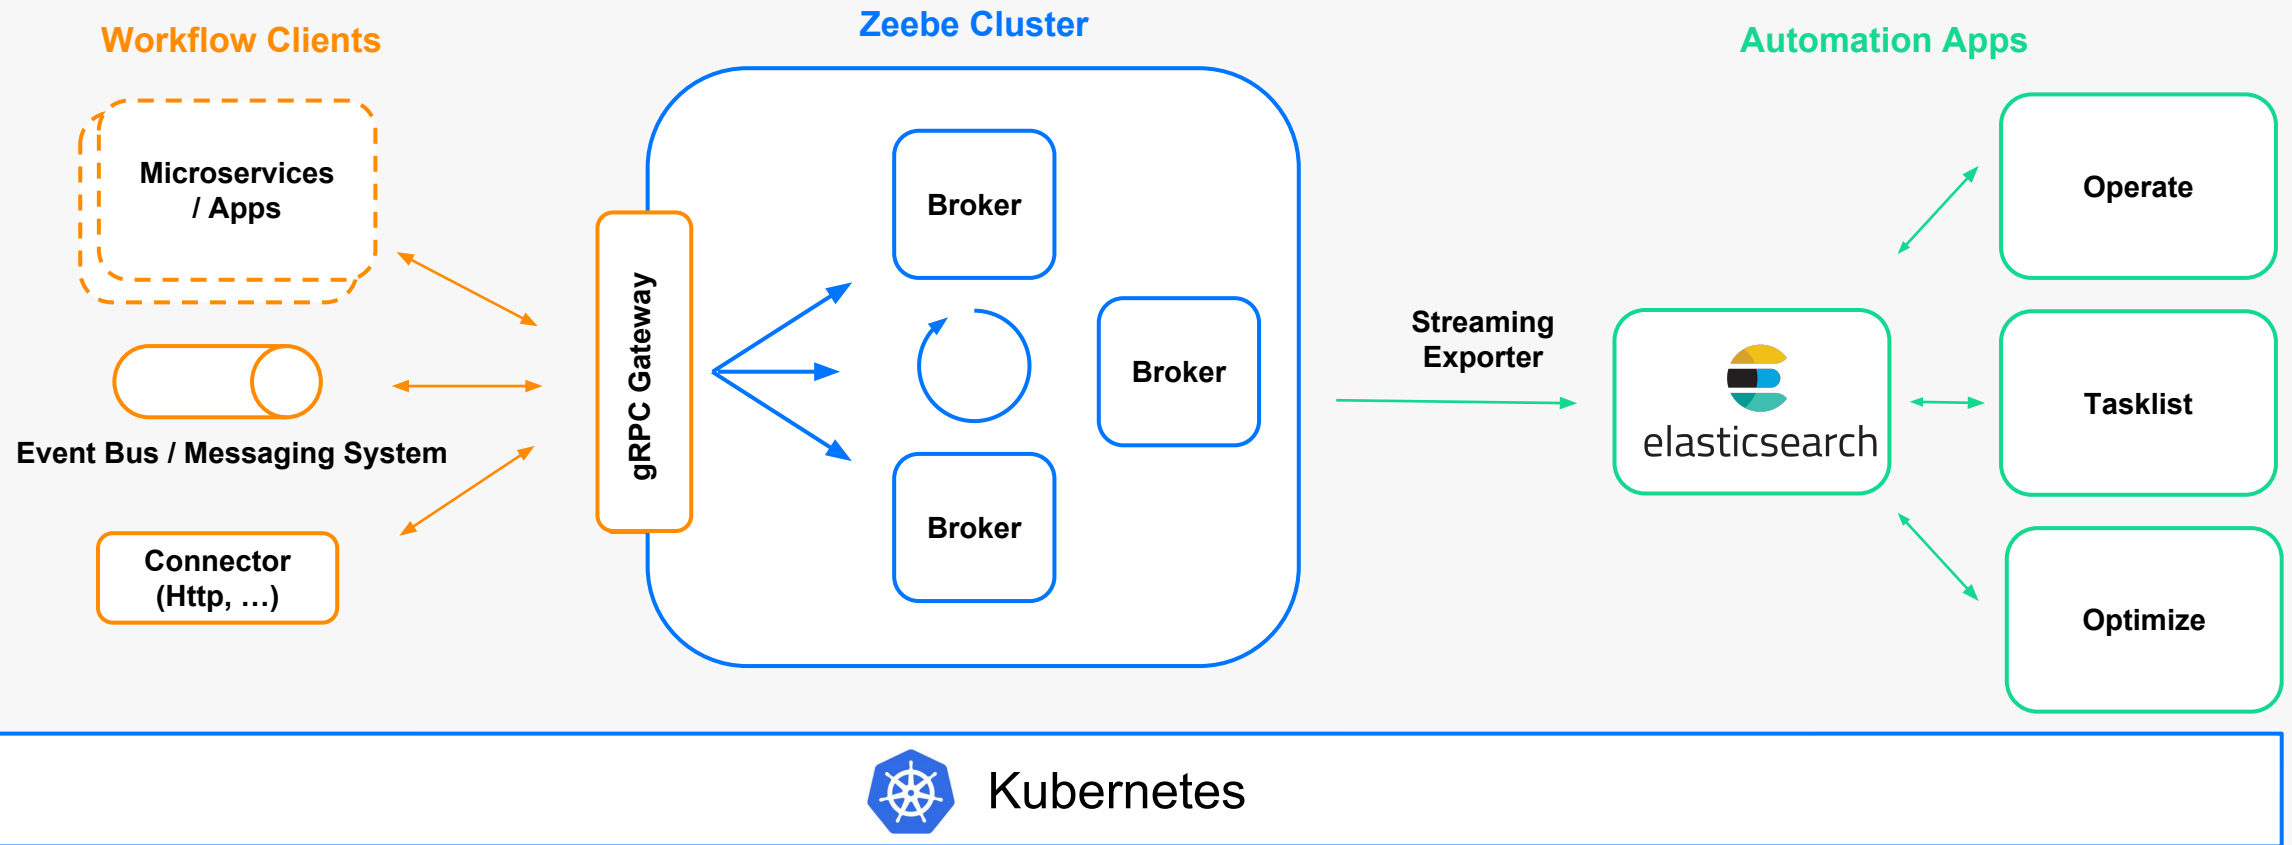 Workflow Clients
Zeebe Cluster
Automation Apps
Microservices
/ Apps
Event Bus / Messaging System
Connector
(Http, …)
gRPC Gateway
Broker
Broker
Broker
Streaming
Exporter
elasticsearch
Operate
Tasklist
Optimize
Kubernetes